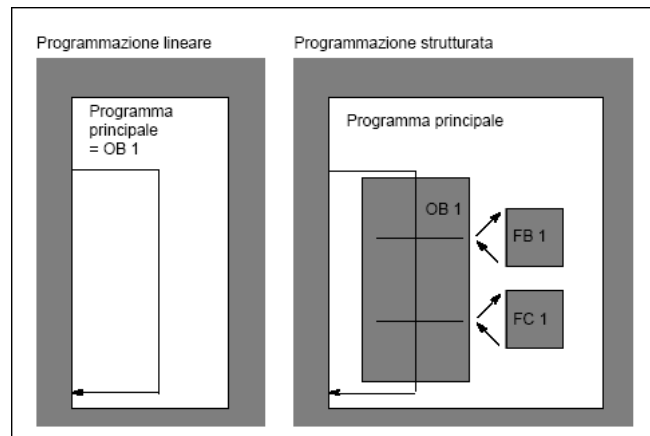 Programmazione lineare
Programma
principale
= OB 1
Programmazione strutturata
Programma principale
OB 1
FB 1
FC 1